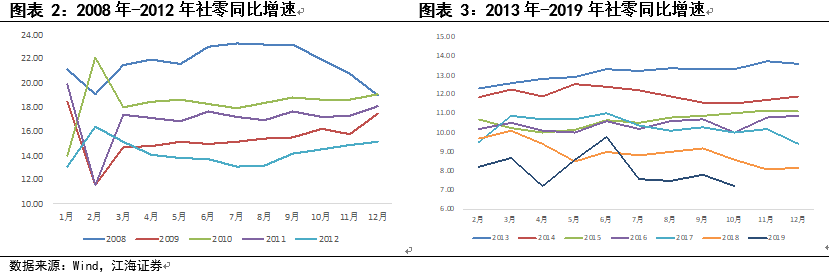 图表 2：2008 年-2012 年社零同比增速
24.00
22.00
20.00
18.00
16.00
14.00
12.00
10.00
1月 2月 3月 4月 5月 6月 7月 8月 9月 10月 11月 12月
2008 2009 2010 2011 2012
图表 3：2013 年-2019 年社零同比增速
15.00
14.00
13.00
12.00
11.00
10.00
9.00
8.00
7.00
6.00
2月 3月 4月 5月 6月 7月 8月 9月 10月 11月 12月
2013 2014 2015 2016 2017 2018 2019
数据来源：Wind，江海证券